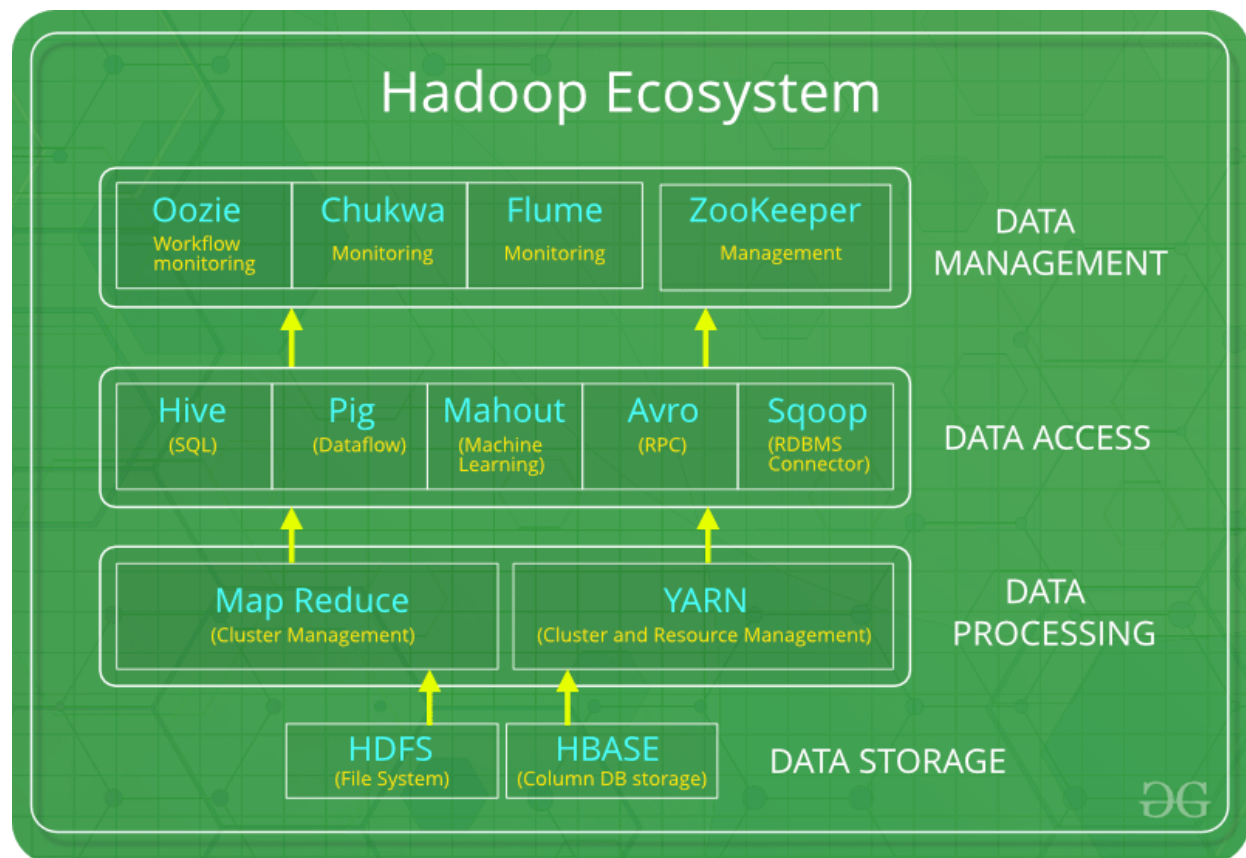 Hadoop Ecosystem
Oozie
Workflow
monitoring
Chukwa
Monitoring
Flume
Monitoring
ZooKeeper
Management
DATA
MANAGEMENT
Hive
(SQL)
Pig
(Dataflow)
Mahout
(Machine
Learning)
Avro
(RPC)
Sqoop
(RDBMS
Connector)
DATA ACCESS
Map Reduce
(Cluster Management)
YARN
(Cluster and Resource Management)
DATA
PROCESSING
HDFS
(File System)
HBASE
(Column DB storage)
DATA STORAGE